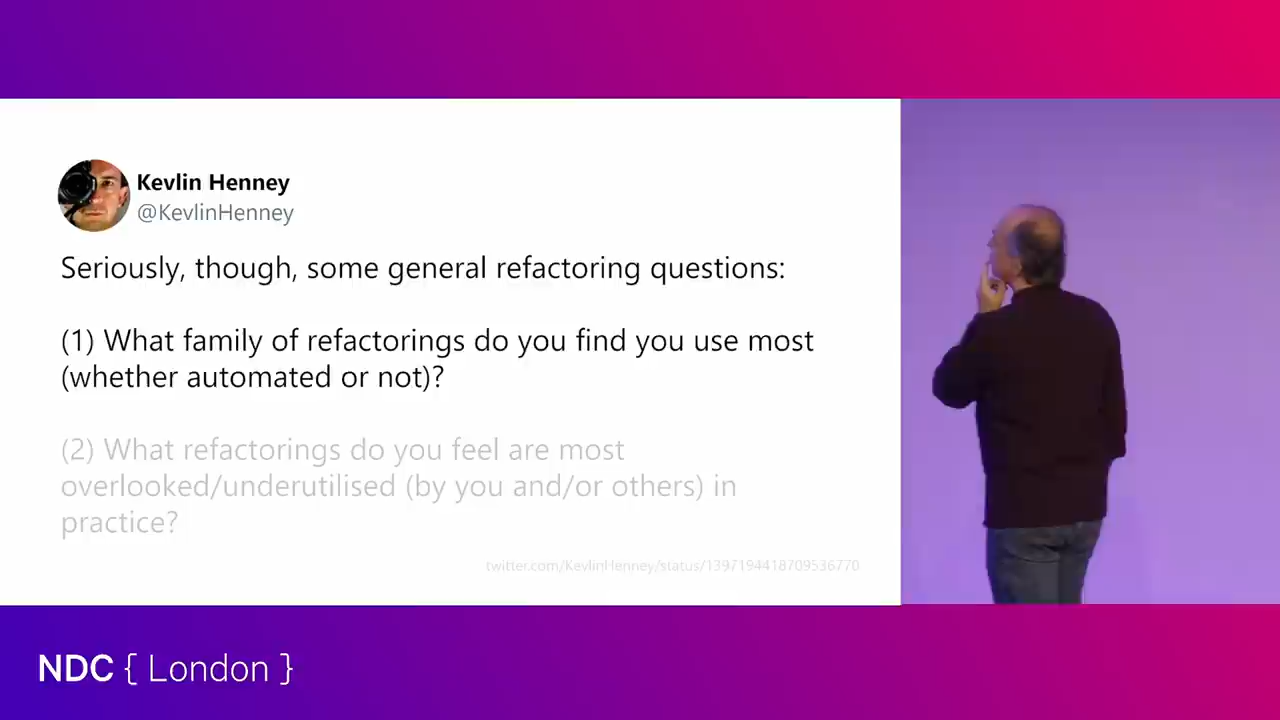 Kevlin Henney
@KevlinHenney
Seriously, though, some general refactoring questions:
(1) What family of refactorings do you find you use most
(whether automated or not)?
(2) What refactorings do you feel are most
overlooked/underutilised (by you and/or others) in
practice?
twitter.com/KevlinHenney/status/1397194418709536770
NDC { London }